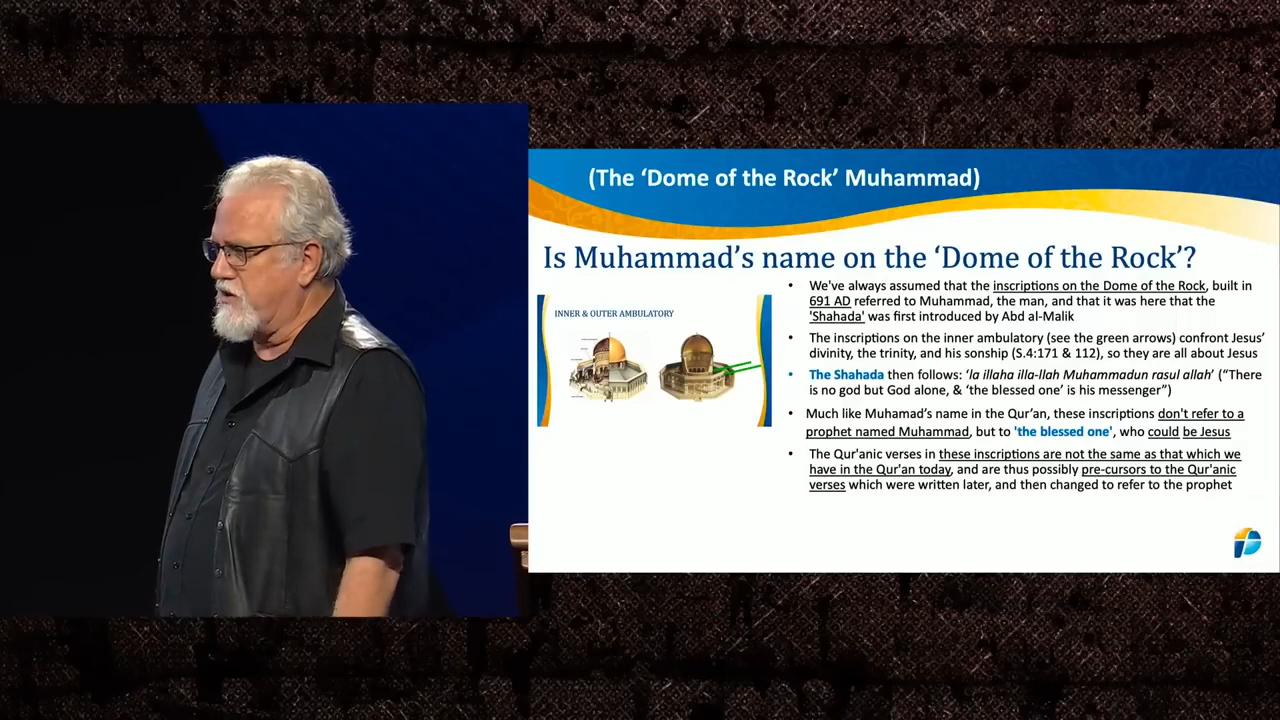 (The ‘Dome of the Rock’ Muhammad)
Is Muhammad’s name on the ‘Dome of the Rock’?
INNER & OUTER AMBULATORY
• We've always assumed that the inscriptions on the Dome of the Rock, built in
691 AD referred to Muhammad, the man, and that it was here that the
'Shahada' was first introduced by Abd al-Malik
• The inscriptions on the inner ambulatory (see the green arrows) confront Jesus’
divinity, the trinity, and his sonship (S.4:171 & 112), so they are all about Jesus
• The Shahada then follows: ‘la illaha illa-llah Muhammadun rasul allah’ (“There
is no god but God alone, & ‘the blessed one’ is his messenger”)
• Much like Muhamad’s name in the Qur’an, these inscriptions don't refer to a
prophet named Muhammad, but to 'the blessed one', who could be Jesus
• The Qur'anic verses in these inscriptions are not the same as that which we
have in the Qur'an today, and are thus possibly pre-cursors to the Qur'anic
verses which were written later, and then changed to refer to the prophet